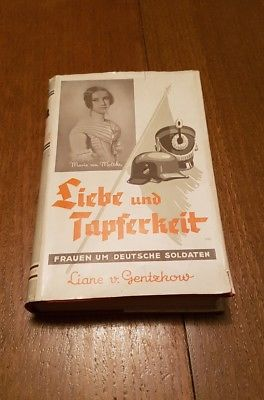 Marie von Moltke
Liebe und
Tapferkeit
FRAUEN UM DEUTSCHE SOLDATEN
Liane v. Gentzkow